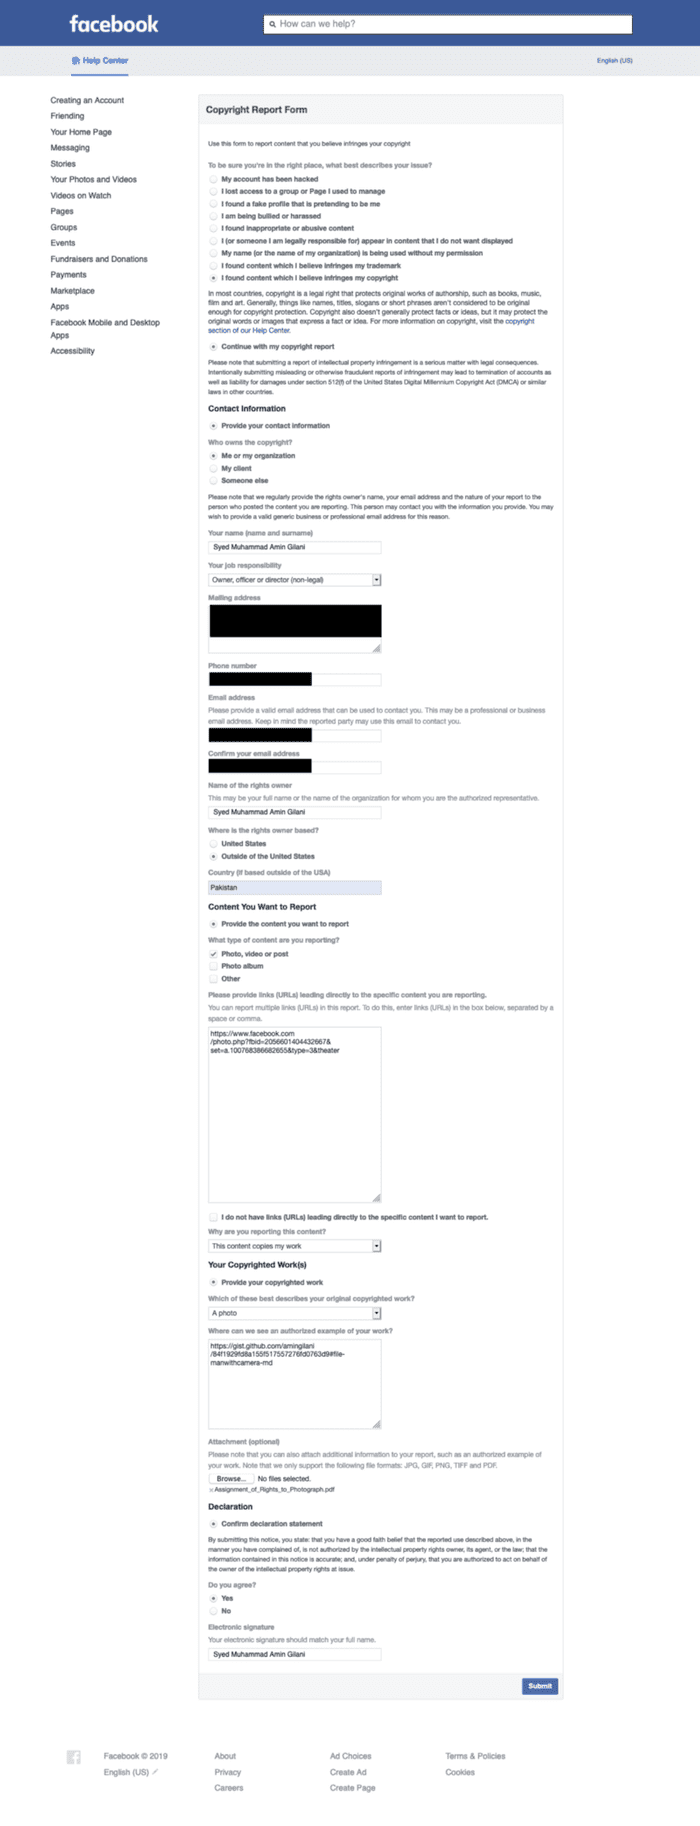 facebook
How can we help?
Help Center
English (US)
Creating an Account
Friending
Your Home Page
Messaging
Stories
Your Photos and Videos
Videos on Watch
Pages
Groups
Events
Fundraisers and Donations
Payments
Marketplace
Apps
Facebook Mobile and Desktop
Apps
Accessibility
Copyright Report Form
Use this form to report content that you believe infringes your copyright
To be sure you're in the right place, what best describes your issue?
My account has been hacked
I lost access to a group or Page I used to manage
I found a fake profile that is pretending to be me
I am being bullied or harassed
I found inappropriate or abusive content
I (or someone I am legally responsible for) appear in content that I do not want displayed
My name (or the name of my organization) is being used without my permission
I found content which I believe infringes my trademark
I found content which I believe infringes my copyright
In most countries, copyright is a legal right that protects original works of authorship, such as books, music,
film and art. Generally, things like names, titles, slogans or short phrases aren't considered to be original
enough for copyright protection. Copyright also doesn't generally protect facts or ideas, but it may protect the
original words or images that express a fact or idea. For more information on copyright, visit the copyright
section of our Help Center.
Continue with my copyright report
Please note that submitting a report of intellectual property infringement is a serious matter with legal consequences.
Intentionally submitting misleading or otherwise fraudulent reports of infringement may lead to termination of accounts as
well as liability for damages under section 512(f) of the United States Digital Millennium Copyright Act (DMCA) or similar
laws in other countries.
Contact Information
Provide your contact information
Who owns the copyright?
Me or my organization
My client
Someone else
Please note that we regularly provide the rights owner's name, your email address and the nature of your report to the
person who posted the content you are reporting. This person may contact you with the information you provide. You may
wish to provide a valid generic business or professional email address for this reason.
Your name (name and surname)
Syed Muhammad Amin Gilani
Your job responsibility
Owner, officer or director (non-legal)
Mailing address
Phone number
Email address
Please provide a valid email address that can be used to contact you. This may be a professional or business
email address. Keep in mind the reported party may use this email to contact you.
Confirm your email address
Name of the rights owner
This may be your full name or the name of the organization for whom you are the authorized representative.
Syed Muhammad Amin Gilani
Where is the rights owner based?
United States
Outside of the United States
Country (if based outside of the USA)
Pakistan
Content You Want to Report
Provide the content you want to report
What type of content are you reporting?
Photo, video or post
Photo album
Other
Please provide links (URLs) leading directly to the specific content you are reporting.
You can report multiple links (URLs) in this report. To do this, enter links (URLs) in the box below, separated by a
space or comma.
https://www.facebook.com
/photo.php?fbid=2056601404432667&
set=a.100768386682655&type=3&theater
I do not have links (URLs) leading directly to the specific content I want to report.
Why are you reporting this content?
This content copies my work
Your Copyrighted Work(s)
Provide your copyrighted work
Which of these best describes your original copyrighted work?
A photo
Where can we see an authorized example of your work?
https://gist.github.com/amingilani
/84f1929fd8a155f517557276fd0763d9#file-
manwithcamera-md
Attachment (optional)
Please note that you can also attach additional information to your report, such as an authorized example of
your work. Note that we only support the following file formats: JPG, GIF, PNG, TIFF and PDF.
Browse... No files selected.
Assignment_of_Rights_to_Photograph.pdf
Declaration
Confirm declaration statement
By submitting this notice, you state: that you have a good faith belief that the reported use described above, in the
manner you have complained of, is not authorized by the intellectual property rights owner, its agent, or the law; that the
information contained in this notice is accurate; and, under penalty of perjury, that you are authorized to act on behalf of
the owner of the intellectual property rights at issue.
Do you agree?
Yes
No
Electronic signature
Your electronic signature should match your full name.
Syed Muhammad Amin Gilani
Submit
Facebook © 2019
English (US)
About
Privacy
Careers
Ad Choices
Create Ad
Create Page
Terms & Policies
Cookies